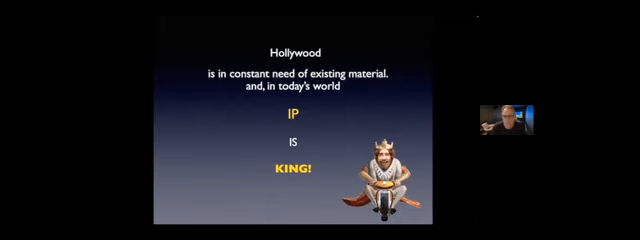 Hollywood
is in constant need of existing material.
and, in today's world
IP
IS
KING!